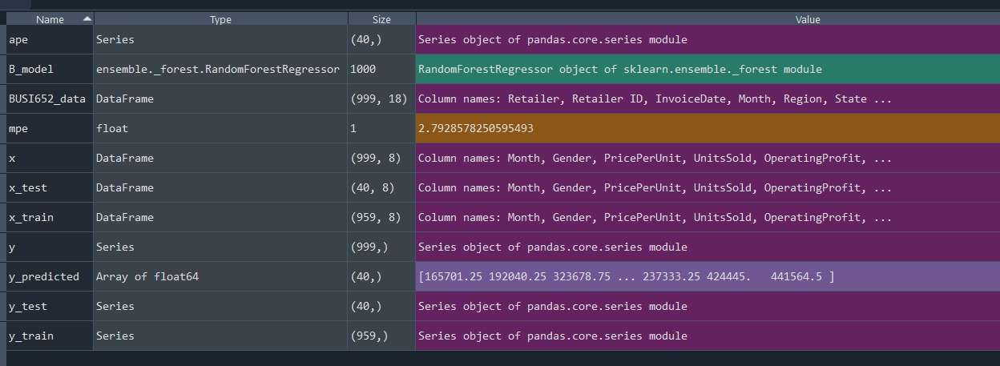 Name Type Size Value
ape Series (40,) Series object of pandas.core.series module
B_model ensemble._forest.RandomForestRegressor 1000 RandomForestRegressor object of sklearn.ensemble._forest module
BUSI652_data DataFrame (999, 18) Column names: Retailer, Retailer ID, InvoiceDate, Month, Region, State ...
mpe float 1 2.7928578250595493
x DataFrame (999, 8) Column names: Month, Gender, PricePerUnit, UnitsSold, OperatingProfit, ...
x_test DataFrame (40, 8) Column names: Month, Gender, PricePerUnit, UnitsSold, OperatingProfit, ...
x_train DataFrame (959, 8) Column names: Month, Gender, PricePerUnit, UnitsSold, OperatingProfit, ...
y Series (999,) Series object of pandas.core.series module
y_predicted Array of float64 (40,) [165701.25 192040.25 323678.75 ... 237333.25 424445.   441564.5 ]
y_test Series (40,) Series object of pandas.core.series module
y_train Series (959,) Series object of pandas.core.series module